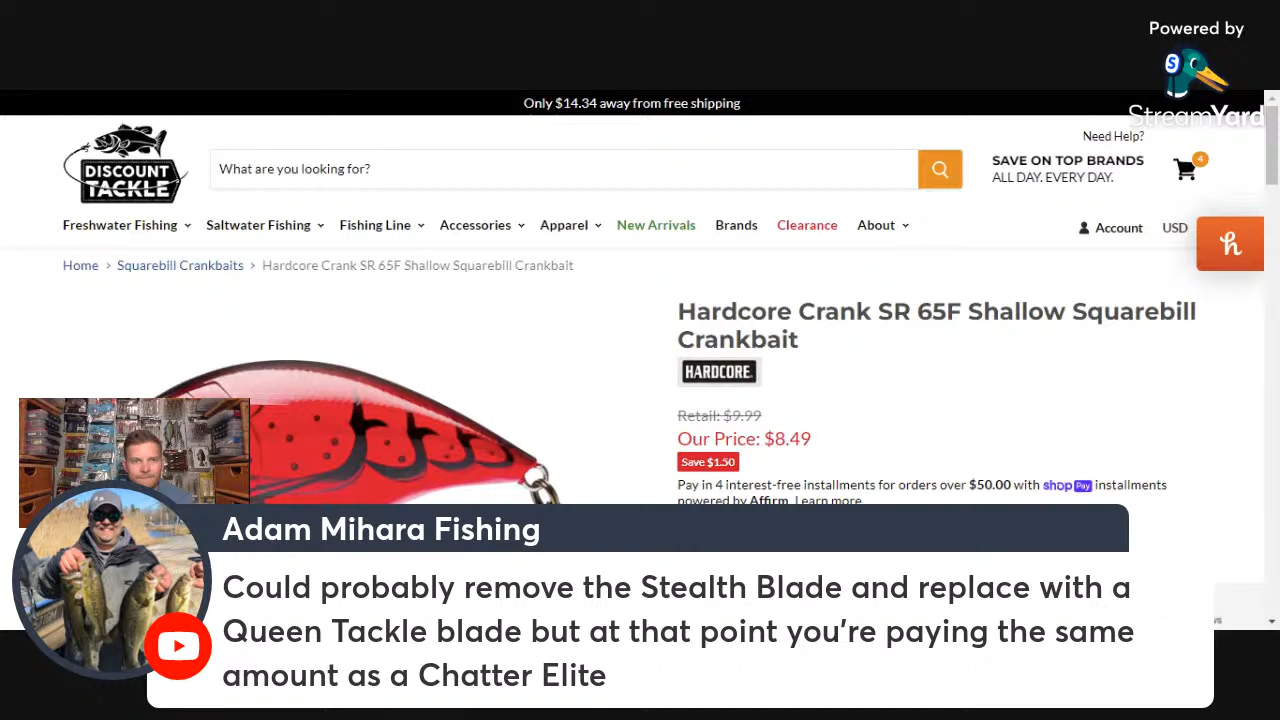 Powered by
StreamYard
Only $14.34 away from free shipping
Need Help?
DISCOUNT
TACKLE
What are you looking for?
SAVE ON TOP BRANDS
ALL DAY. EVERY DAY.
4
Freshwater Fishing Saltwater Fishing Fishing Line Accessories Apparel New Arrivals Brands Clearance About Account USD
Home > Squarebill Crankbaits > Hardcore Crank SR 65F Shallow Squarebill Crankbait
Hardcore Crank SR 65F Shallow Squarebill
Crankbait
HARDCORE
Retail: $9.99
Our Price: $8.49
Save $1.50
Pay in 4 interest-free installments for orders over $50.00 with shop Pay installments
powered by Affirm. Learn more
Adam Mihara Fishing
Could probably remove the Stealth Blade and replace with a
Queen Tackle blade but at that point you're paying the same
amount as a Chatter Elite